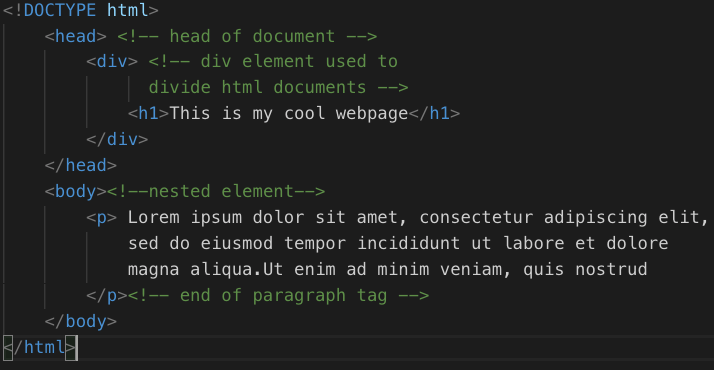 <!DOCTYPE html>
<head> <!-- head of document -->
<div> <!-- div element used to
divide html documents -->
<h1>This is my cool webpage</h1>
</div>
</head>
<body><!--nested element-->
<p> Lorem ipsum dolor sit amet, consectetur adipiscing elit,
sed do eiusmod tempor incididunt ut labore et dolore
magna aliqua.Ut enim ad minim veniam, quis nostrud
</p><!-- end of paragraph tag -->
</body>
</html>